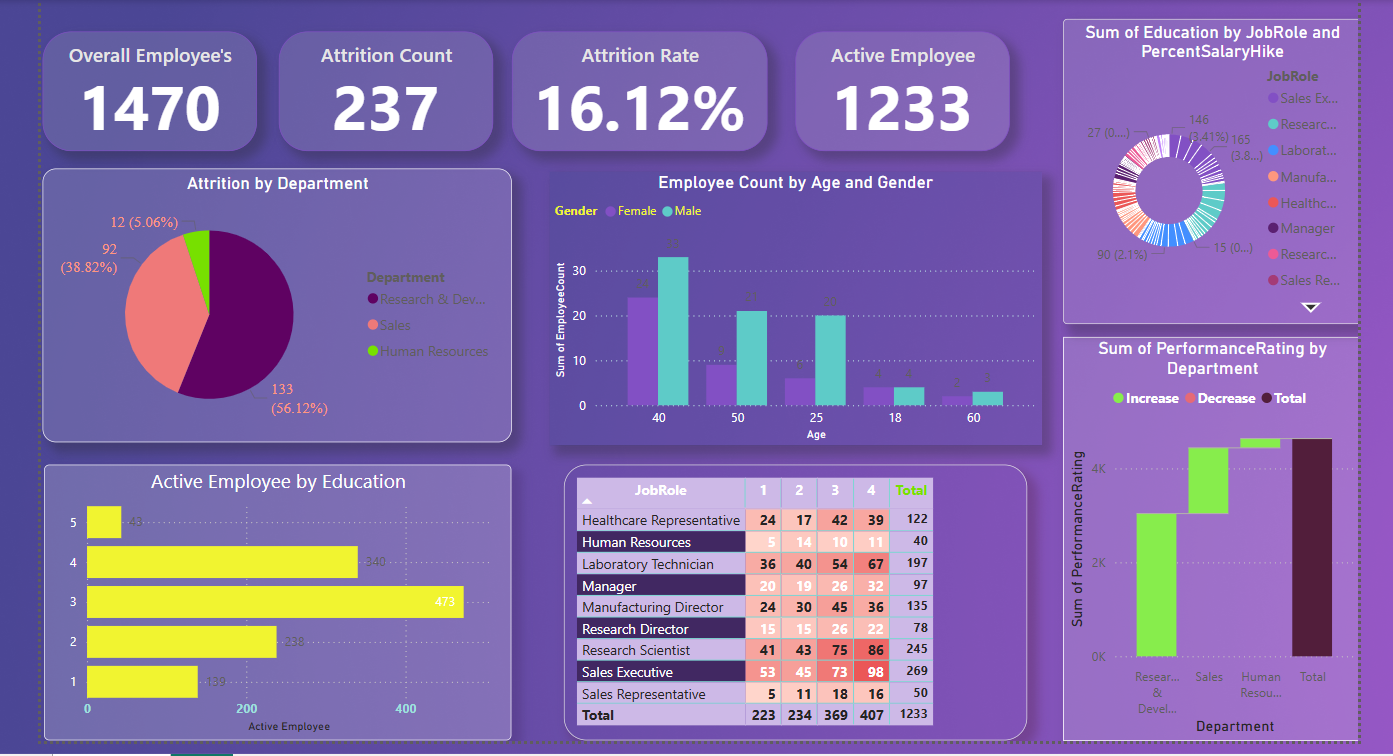 Overall Employee's
1470
Attrition Count
237
Attrition Rate
16.12%
Active Employee
1233
Sum of Education by JobRole and
PercentSalaryHike
JobRole
Sales Ex...
Researc...
Laborat...
Manufa...
Healthc...
Manager
Researc...
Sales Re...
146
(3.41%)
165
(3.8...)
27 (0....)
90 (2.1%)
15 (0...)
Attrition by Department
12 (5.06%)
92
(38.82%)
133
(56.12%)
Department
Research & Dev...
Sales
Human Resources
Employee Count by Age and Gender
Gender Female Male
Sum of EmployeeCount
30
20
10
0
40 50 25 18 60
Age
Sum of PerformanceRating by
Department
Increase Decrease Total
Sum of PerformanceRating
4K
2K
0K
Resear...
&
Devel...
Sales
Human
Resou...
Total
Department
Active Employee by Education
5 43
4 340
3 473
2 238
1 139
0 200 400
Active Employee
JobRole 1 2 3 4 Total
Healthcare Representative 24 17 42 39 122
Human Resources 5 14 10 11 40
Laboratory Technician 36 40 54 67 197
Manager 20 19 26 32 97
Manufacturing Director 24 30 45 36 135
Research Director 15 15 26 22 78
Research Scientist 41 43 75 86 245
Sales Executive 53 45 73 98 269
Sales Representative 5 11 18 16 50
Total 223 234 369 407 1233